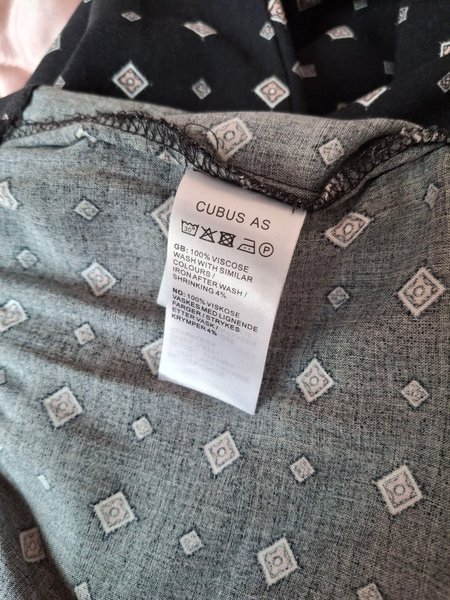 CUBUS AS
30°
P
GB: 100% VISCOSE
WASH WITH SIMILAR
COLOURS /
IRON AFTER WASH /
SHRINKING 4%
NO: 100% VISKOSE
VASKES MED LIGNENDE
FARGER / STRYKES
ETTER VASK /
KRYMPER 4%